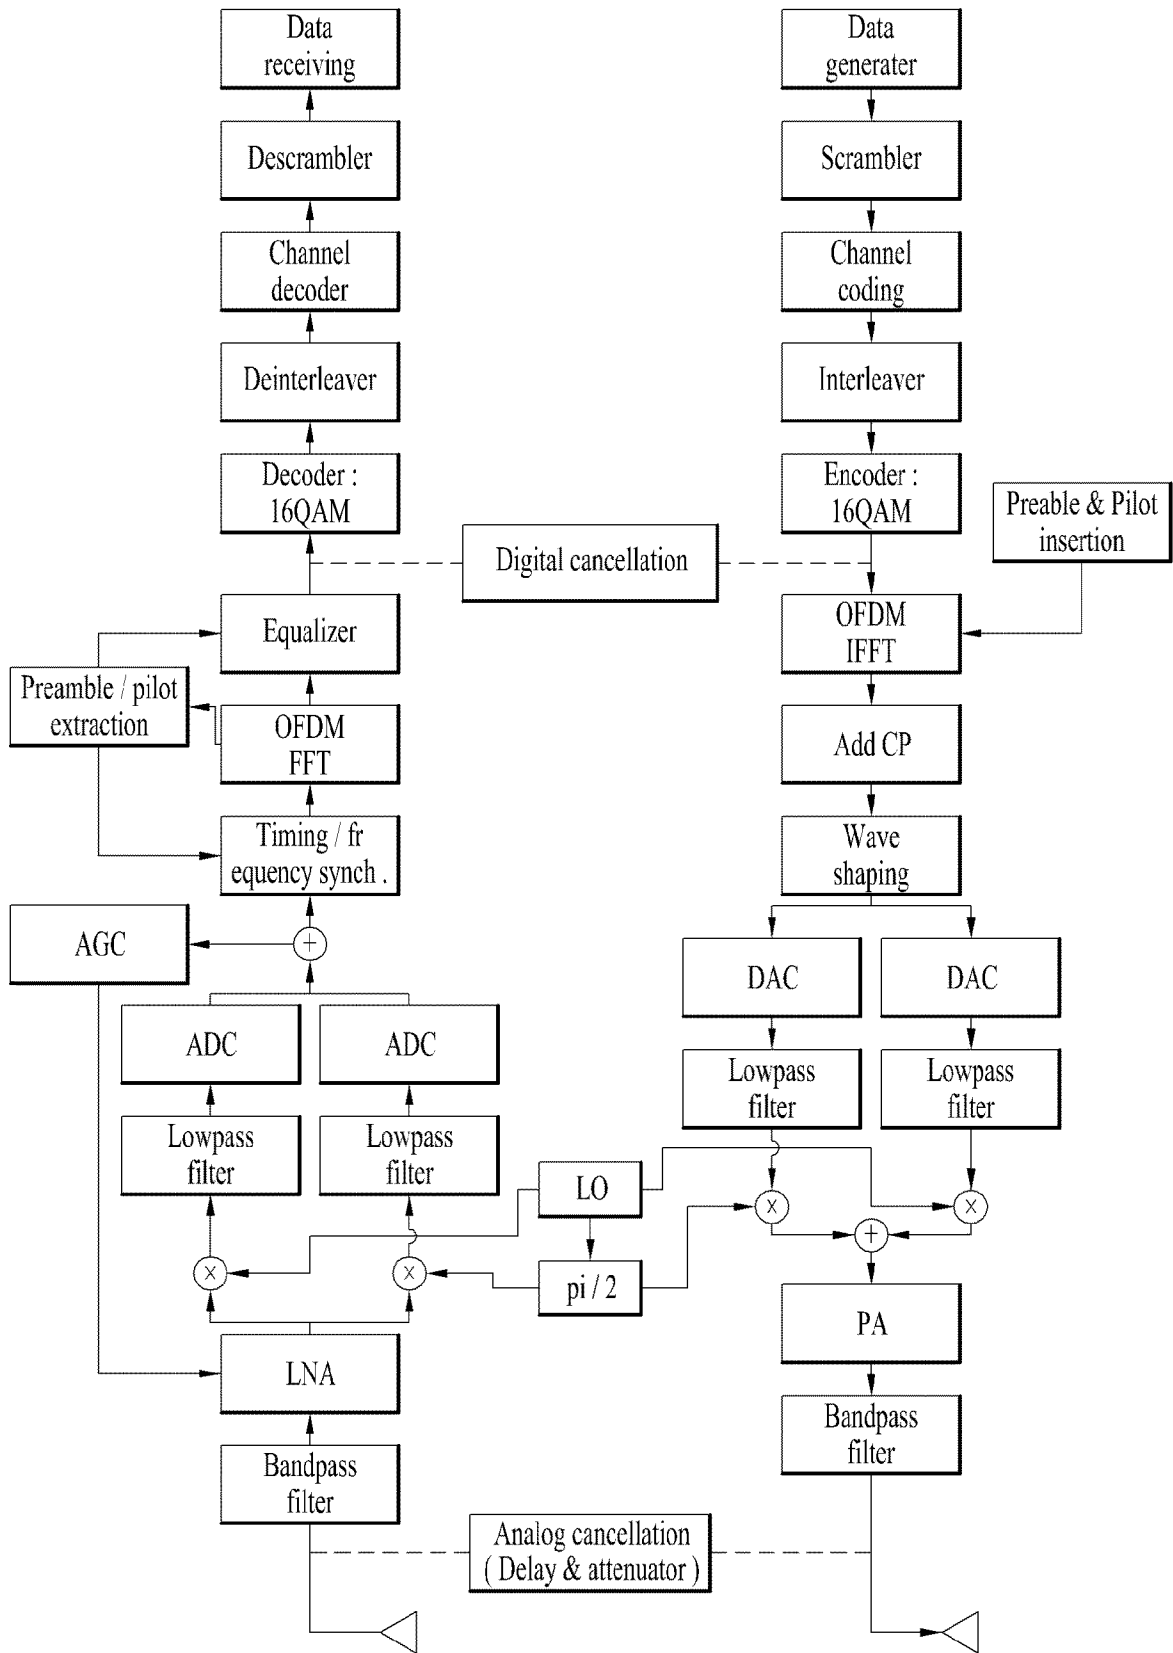 Data
receiving
Data
generater
Descrambler
Scrambler
Channel
decoder
Channel
coding
Deinterleaver
Interleaver
Decoder :
16QAM
Encoder :
16QAM
Preable & Pilot
insertion
Digital cancellation
Equalizer
OFDM
IFFT
Preamble / pilot
extraction
OFDM
FFT
Add CP
Timing / fr
equency synch .
Wave
shaping
AGC
+
DAC
DAC
ADC
ADC
Lowpass
filter
Lowpass
filter
Lowpass
filter
Lowpass
filter
LO
X
X
+
X
X
pi / 2
PA
LNA
Bandpass
filter
Bandpass
filter
Analog cancellation
( Delay & attenuator )